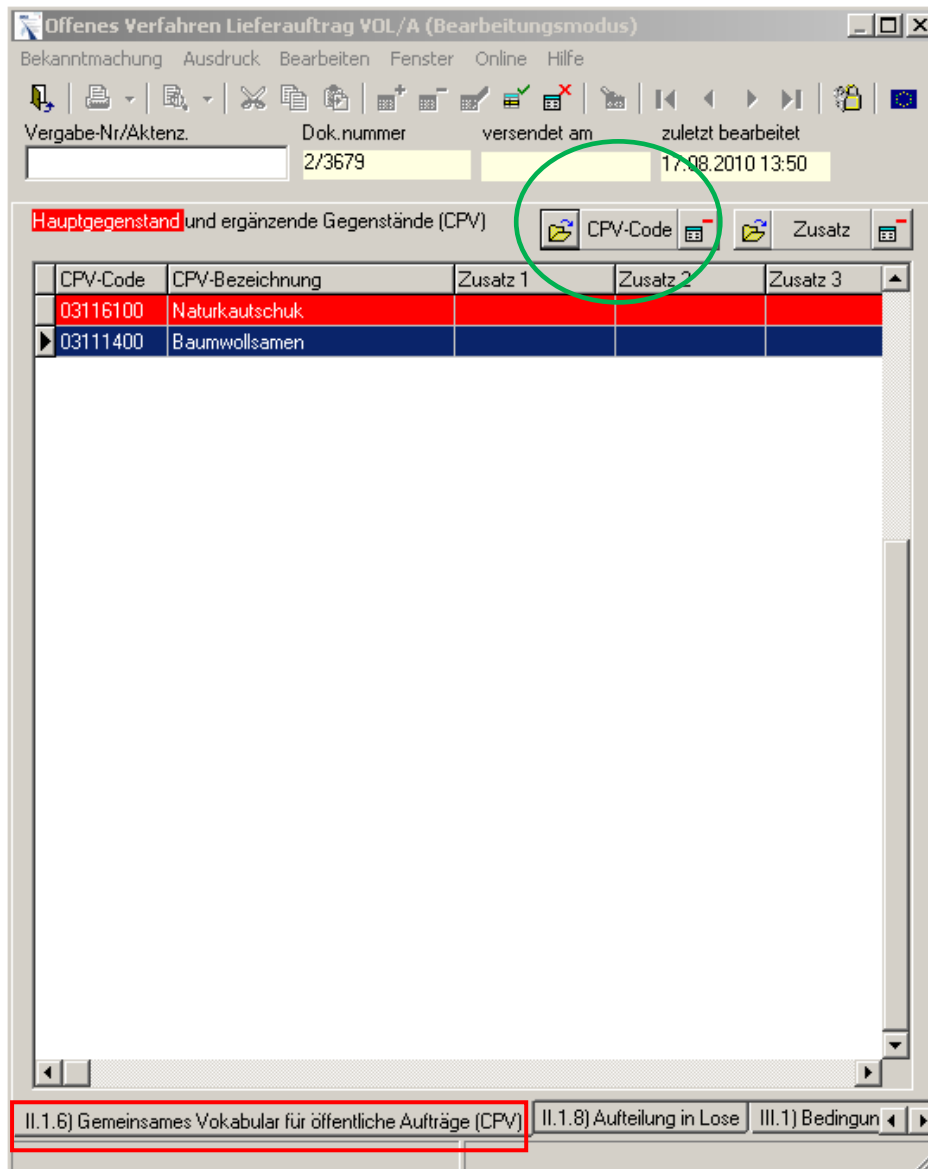 Offenes Verfahren Lieferauftrag VOL/A (Bearbeitungsmodus)
Bekanntmachung Ausdruck Bearbeiten Fenster Online Hilfe
Vergabe-Nr/Aktenz. Dok.nummer versendet am zuletzt bearbeitet
2/3679 17.08.2010 13:50
Hauptgegenstand und ergänzende Gegenstände (CPV) CPV-Code Zusatz
CPV-Code CPV-Bezeichnung Zusatz 1 Zusatz 2 Zusatz 3
03116100 Naturkautschuk
03111400 Baumwollsamen
II.1.6) Gemeinsames Vokabular für öffentliche Aufträge (CPV) II.1.8) Aufteilung in Lose III.1) Bedingun